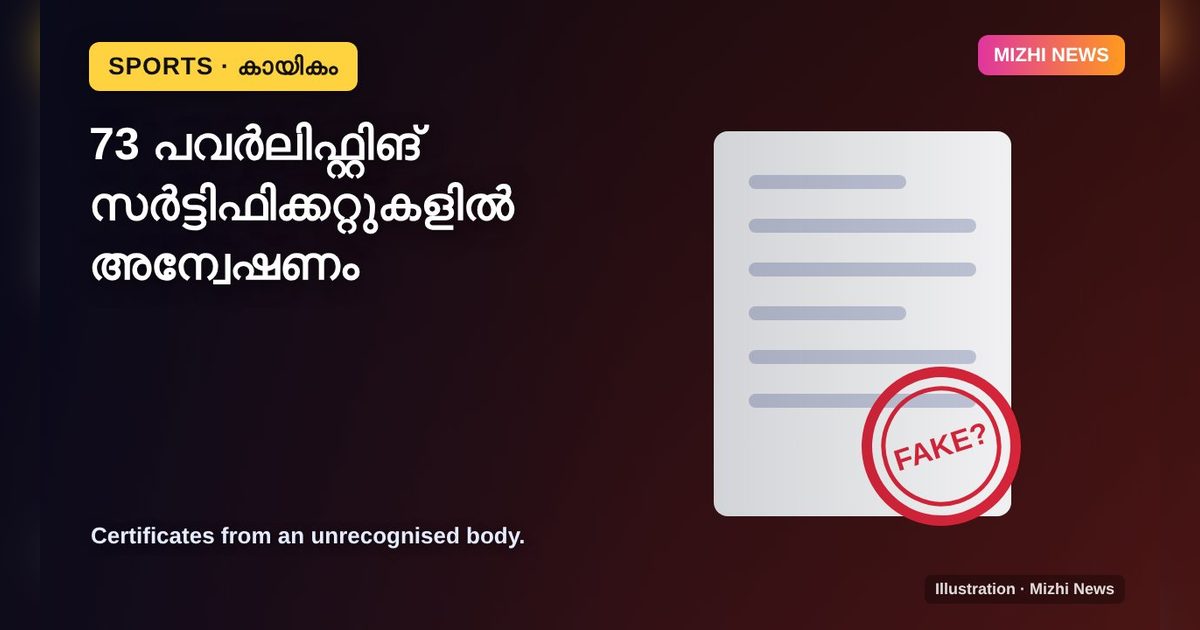 SPORTS · കായികം
MIZHI NEWS
73 പവർലിഫ്റ്റിങ്
സർട്ടിഫിക്കറ്റുകളിൽ
അന്വേഷണം
FAKE?
Certificates from an unrecognised body.
Illustration · Mizhi News